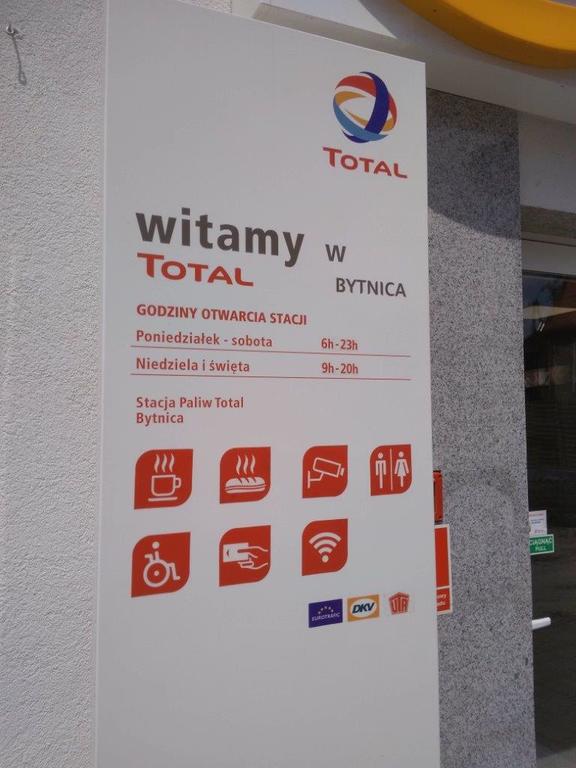 TOTAL
witamy w
TOTAL BYTNICA
GODZINY OTWARCIA STACJI
Poniedziałek - sobota 6h-23h
Niedziela i święta 9h-20h
Stacja Paliw Total
Bytnica
EUROTRAFIC DKV UTA
PULL